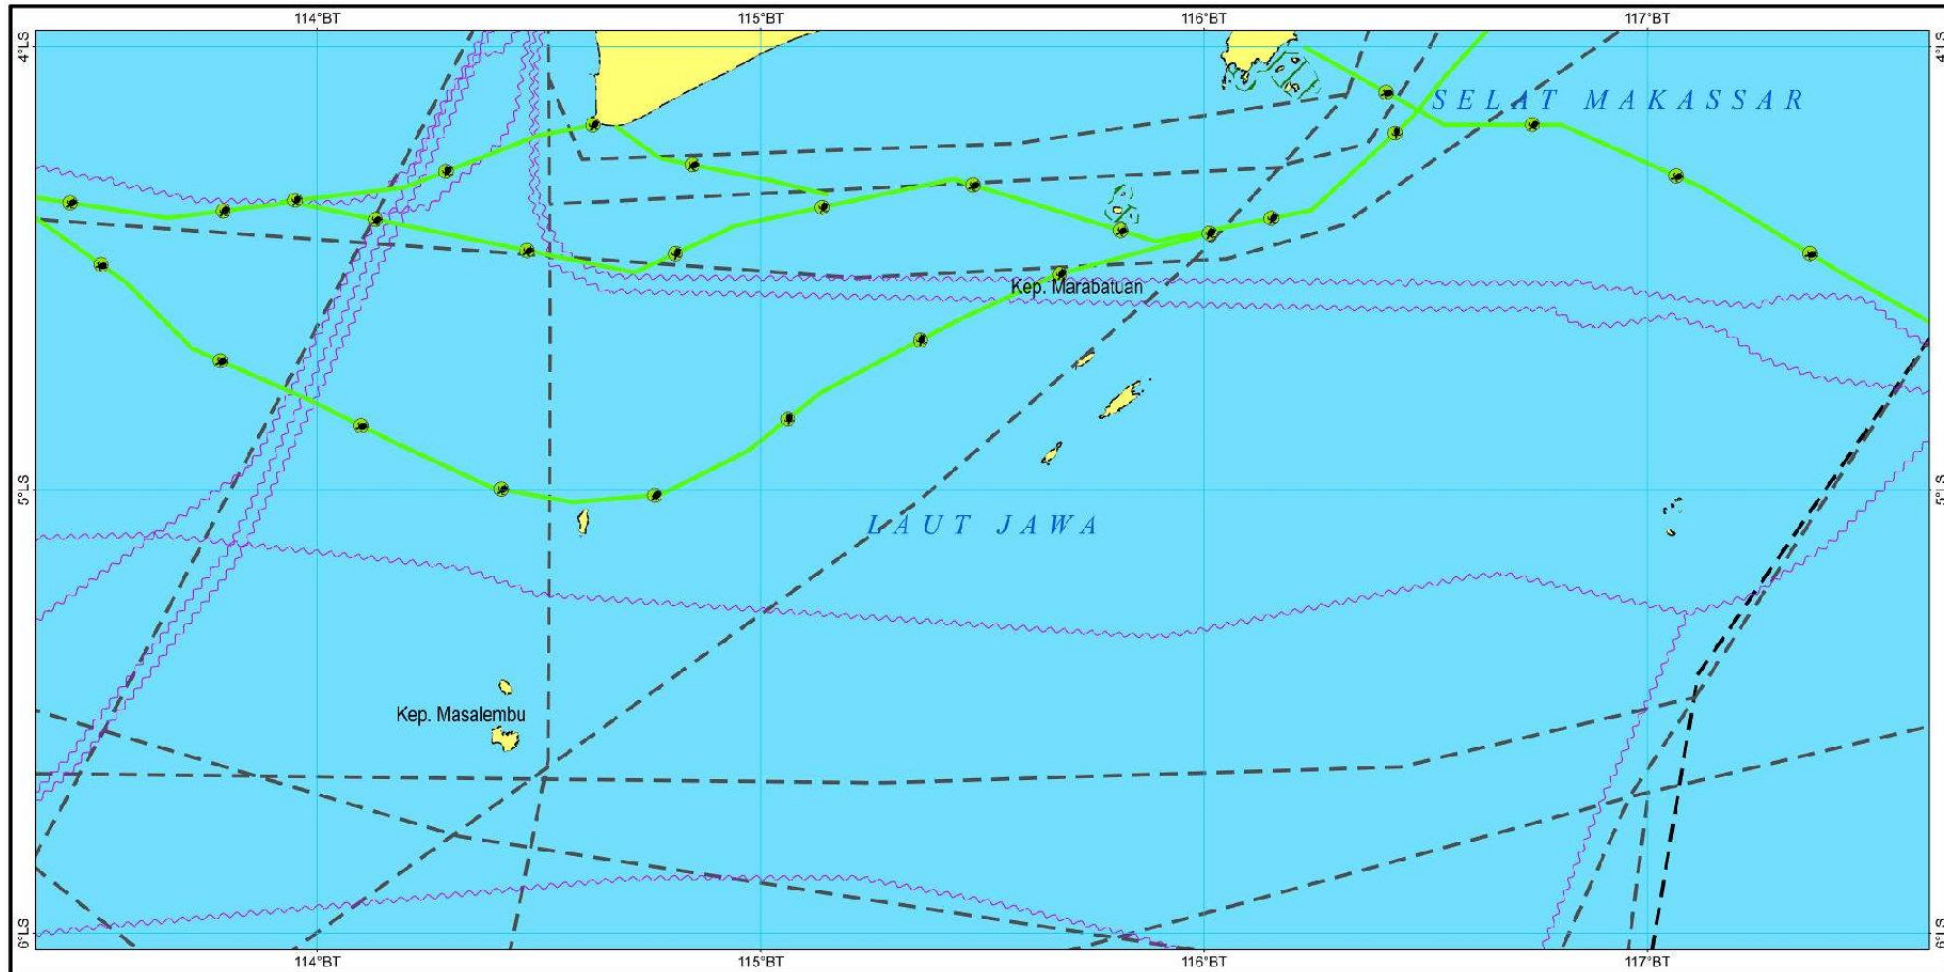 114°BT
115°BT
116°BT
117°BT
4°LS
4°LS
SELAT MAKASSAR
Kep. Marabatuan
5°LS
5°LS
LAUT JAWA
Kep. Masalembu
6°LS
6°LS
114°BT
115°BT
116°BT
117°BT